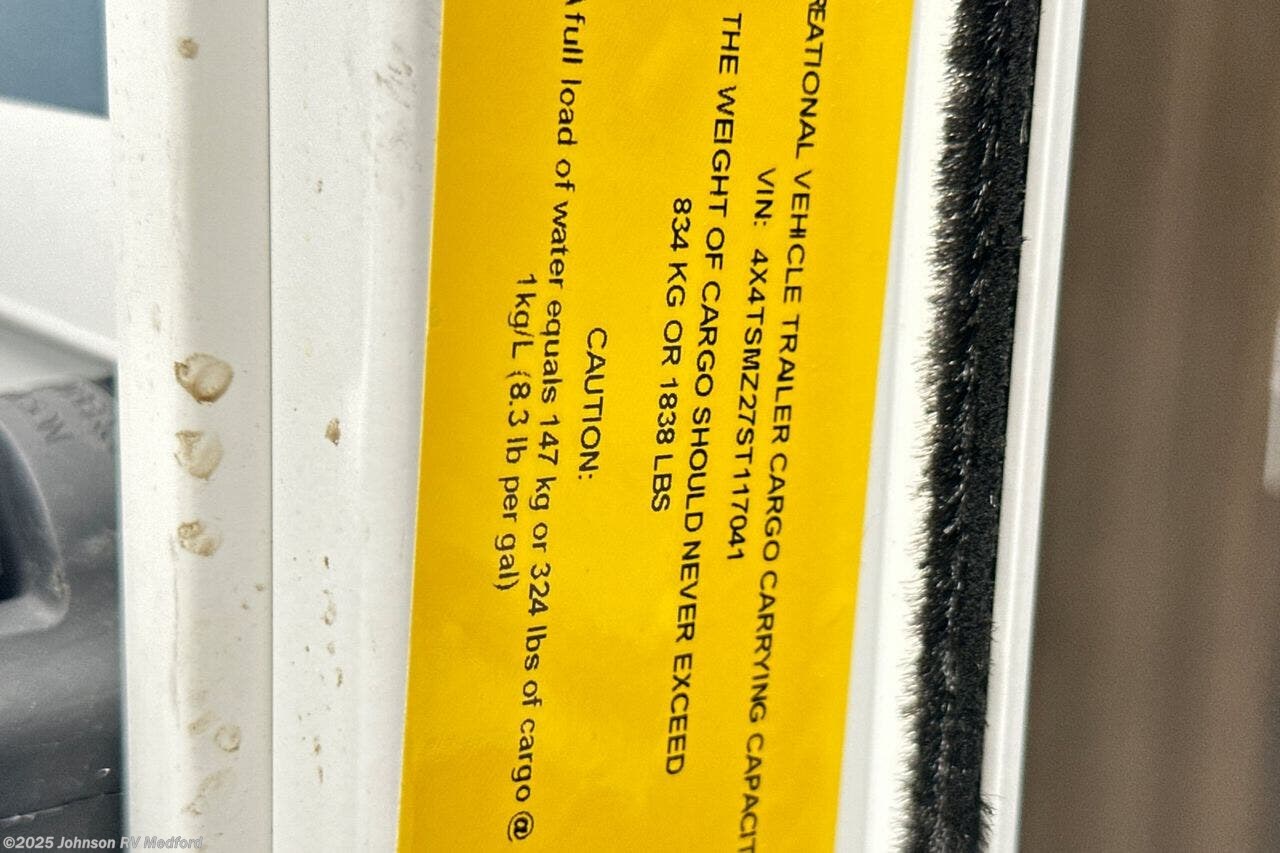 REATIONAL VEHICLE TRAILER CARGO CARRYING CAPACIT
VIN: 4X4TSMZ27ST117041
THE WEIGHT OF CARGO SHOULD NEVER EXCEED
834 KG OR 1838 LBS
CAUTION:
A full load of water equals 147 kg or 324 lbs of cargo @
1kg/L (8.3 lb per gal)
©2025 Johnson RV Medford